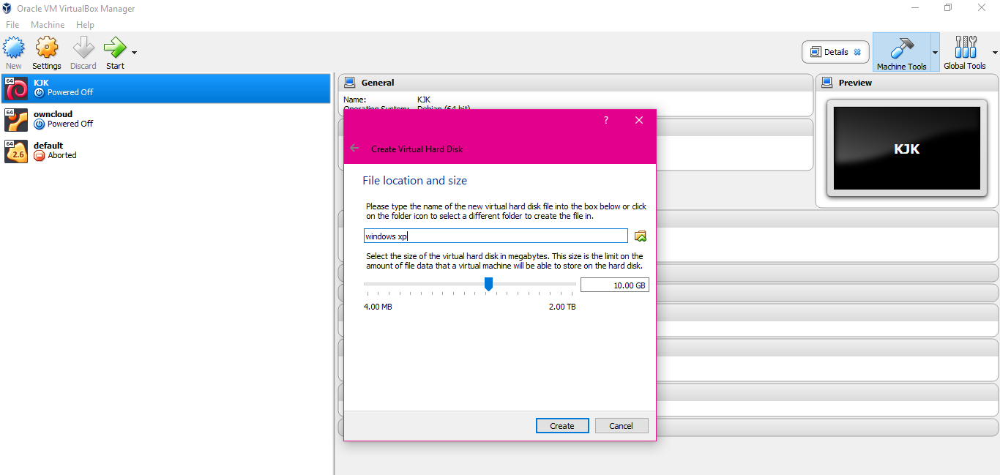 Oracle VM VirtualBox Manager
File Machine Help
New Settings Discard Start
Details Machine Tools Global Tools
64 KJK
Powered Off
64 owncloud
Powered Off
64 default
2.6 Aborted
General
Name: KJK
Operating System: Debian (64 bit)
Preview
KJK
?
Create Virtual Hard Disk
File location and size
Please type the name of the new virtual hard disk file into the box below or click
on the folder icon to select a different folder to create the file in.
windows xp
Select the size of the virtual hard disk in megabytes. This size is the limit on the
amount of file data that a virtual machine will be able to store on the hard disk.
10.00 GB
4.00 MB 2.00 TB
Create Cancel